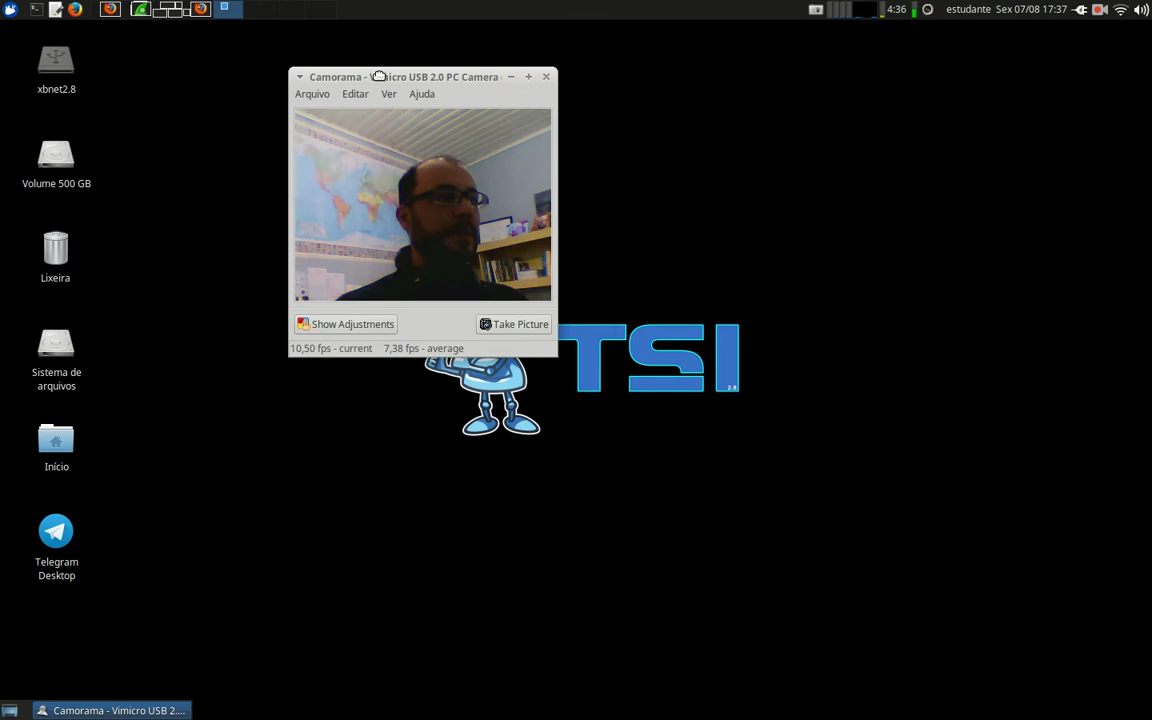 4:36
estudante
Sex 07/08 17:37
xbnet2.8
Volume 500 GB
Lixeira
Sistema de
arquivos
Início
Telegram
Desktop
Camorama - Vimicro USB 2.0 PC Camera
Arquivo Editar Ver Ajuda
Show Adjustments
Take Picture
10,50 fps - current 7,38 fps - average
TSI
2.8
Camorama - Vimicro USB 2....